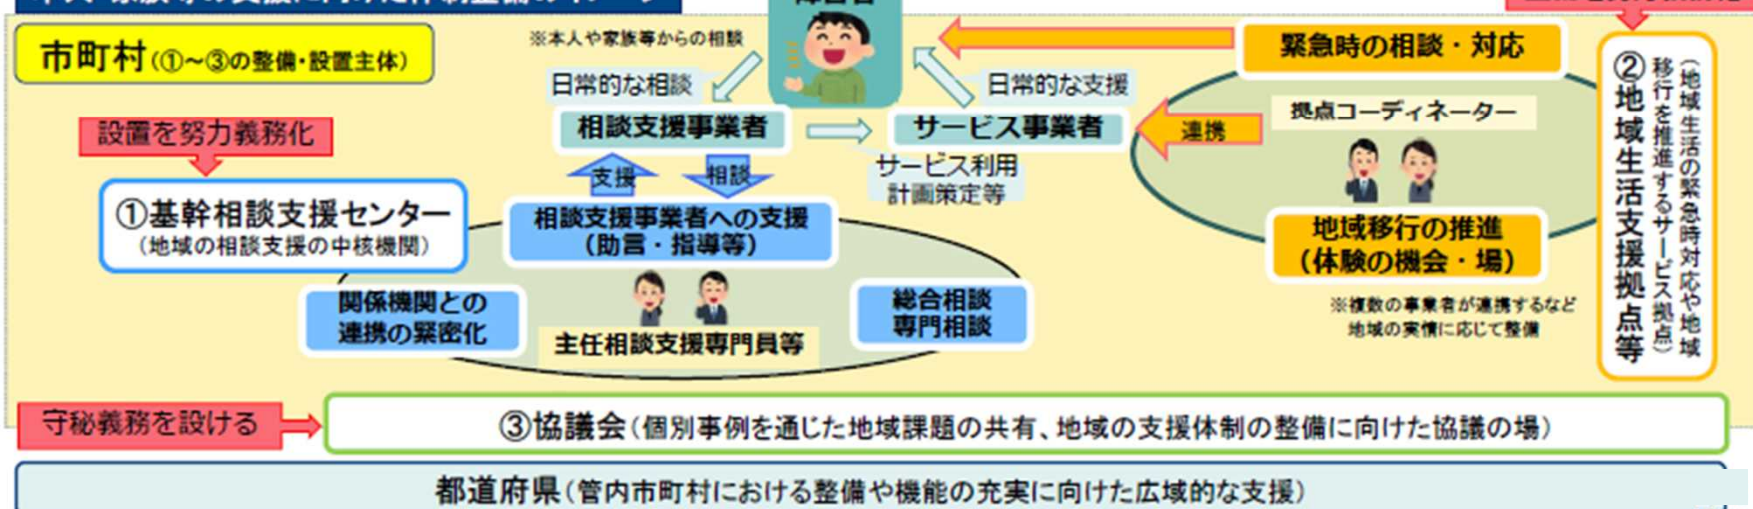 市町村(①～③の整備・設置主体)
※本人や家族等からの相談
日常的な相談
日常的な支援
相談支援事業者
サービス事業者
サービス利用
計画策定等
支援
相談
連携
緊急時の相談・対応
拠点コーディネーター
地域移行の推進
(体験の機会・場)
※複数の事業者が連携するなど
地域の実情に応じて整備
②地域生活支援拠点等
(地域生活の緊急時対応や地域
移行を推進するサービス拠点)
設置を努力義務化
①基幹相談支援センター
(地域の相談支援の中核機関)
相談支援事業者への支援
(助言・指導等)
関係機関との
連携の緊密化
主任相談支援専門員等
総合相談
専門相談
守秘義務を設ける
③協議会(個別事例を通じた地域課題の共有、地域の支援体制の整備に向けた協議の場)
都道府県(管内市町村における整備や機能の充実に向けた広域的な支援)